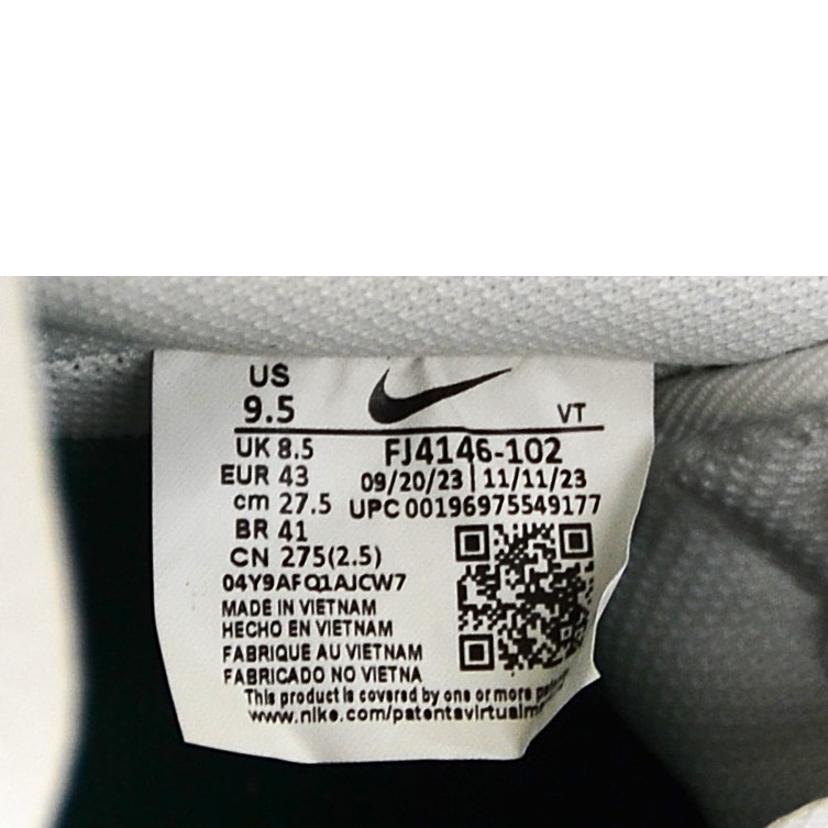 US
9.5
VT
UK 8.5
FJ4146-102
EUR 43
09/20/23 | 11/11/23
cm 27.5
UPC 00196975549177
BR 41
CN 275(2.5)
04Y9AFQ1AJCW7
MADE IN VIETNAM
HECHO EN VIETNAM
FABRIQUE AU VIETNAM
FABRICADO NO VIETNA
This product is covered by one or more
www.nike.com/patentsvirtualm